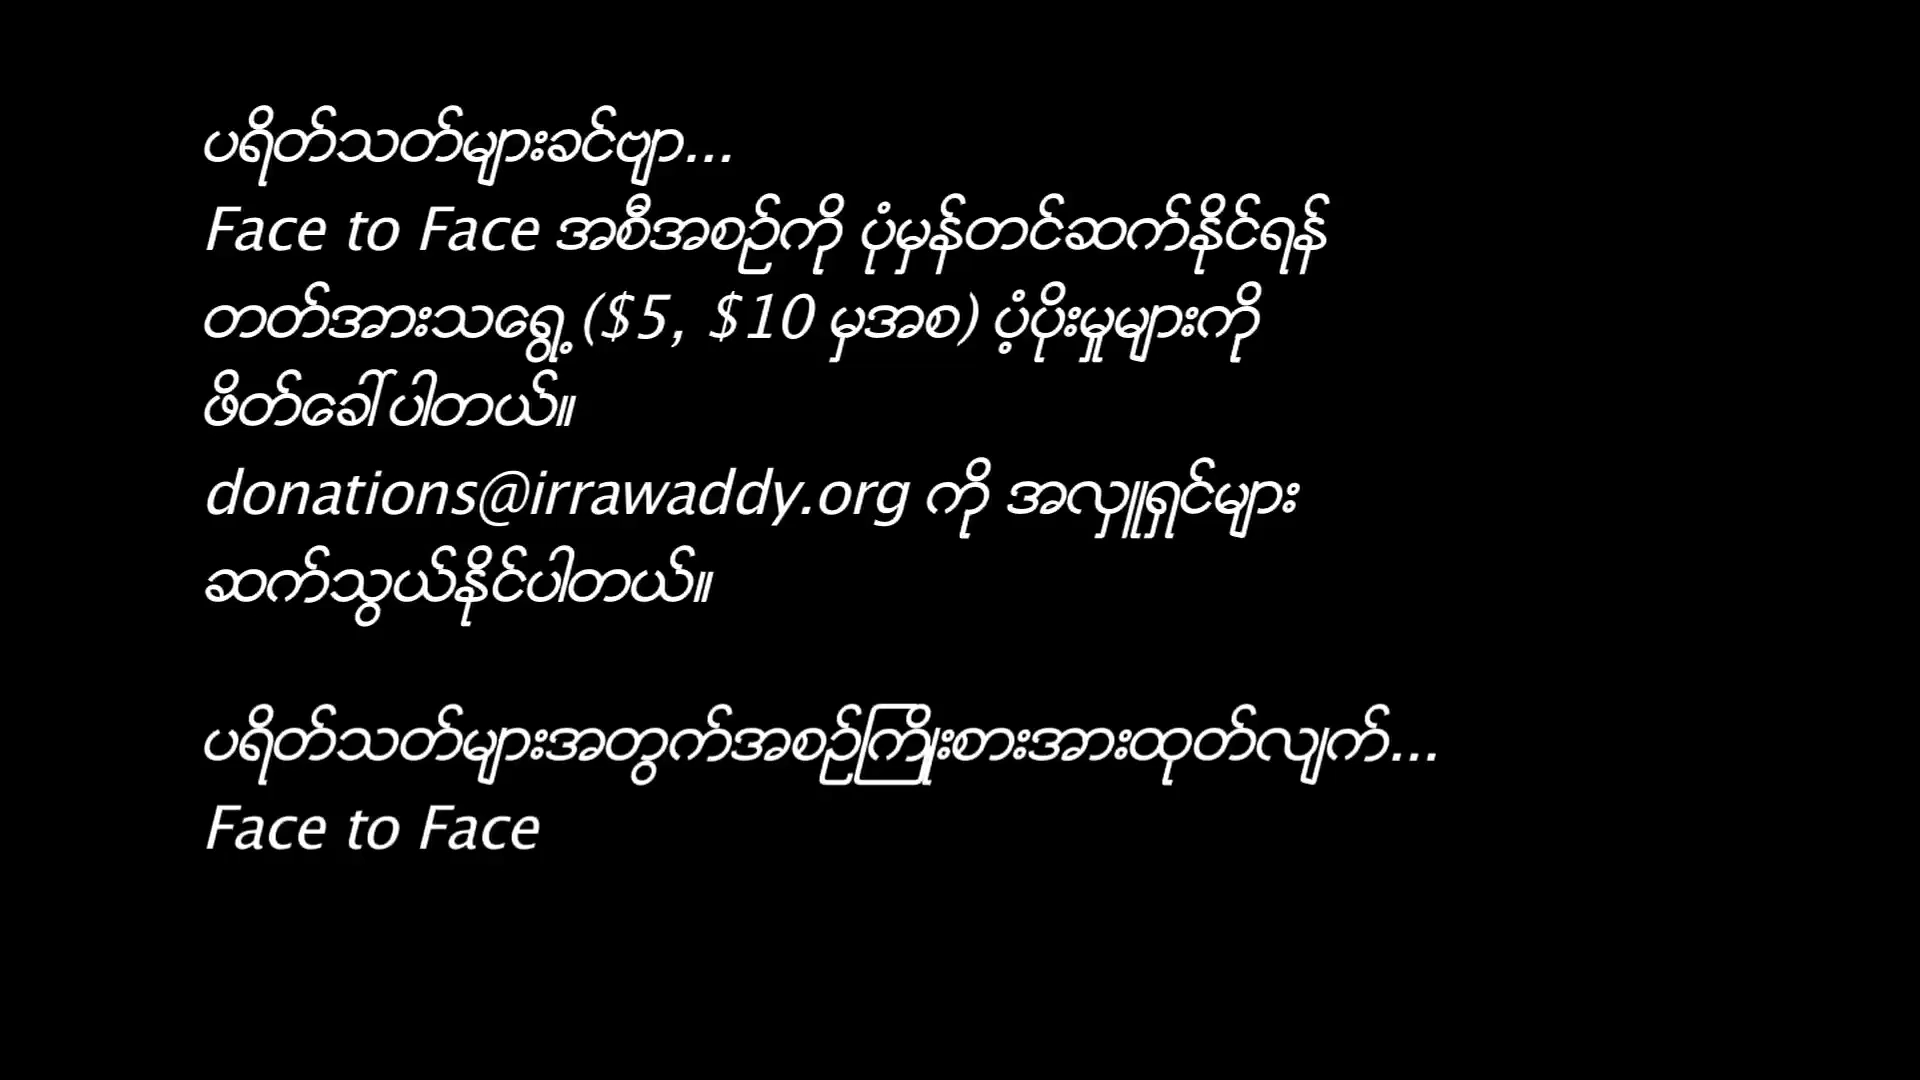 ပရိတ်သတ်များခင်ဗျာ...
Face to Face အစီအစဉ်ကို ပုံမှန်တင်ဆက်နိုင်ရန်
တတ်အားသရွေ့ ($5, $10 မှအစ) ပံ့ပိုးမှုများကို
ဖိတ်ခေါ်ပါတယ်။
donations@irrawaddy.org ကို အလှူရှင်များ
ဆက်သွယ်နိုင်ပါတယ်။
ပရိတ်သတ်များအတွက်အစဉ်ကြိုးစားအားထုတ်လျက်...
Face to Face